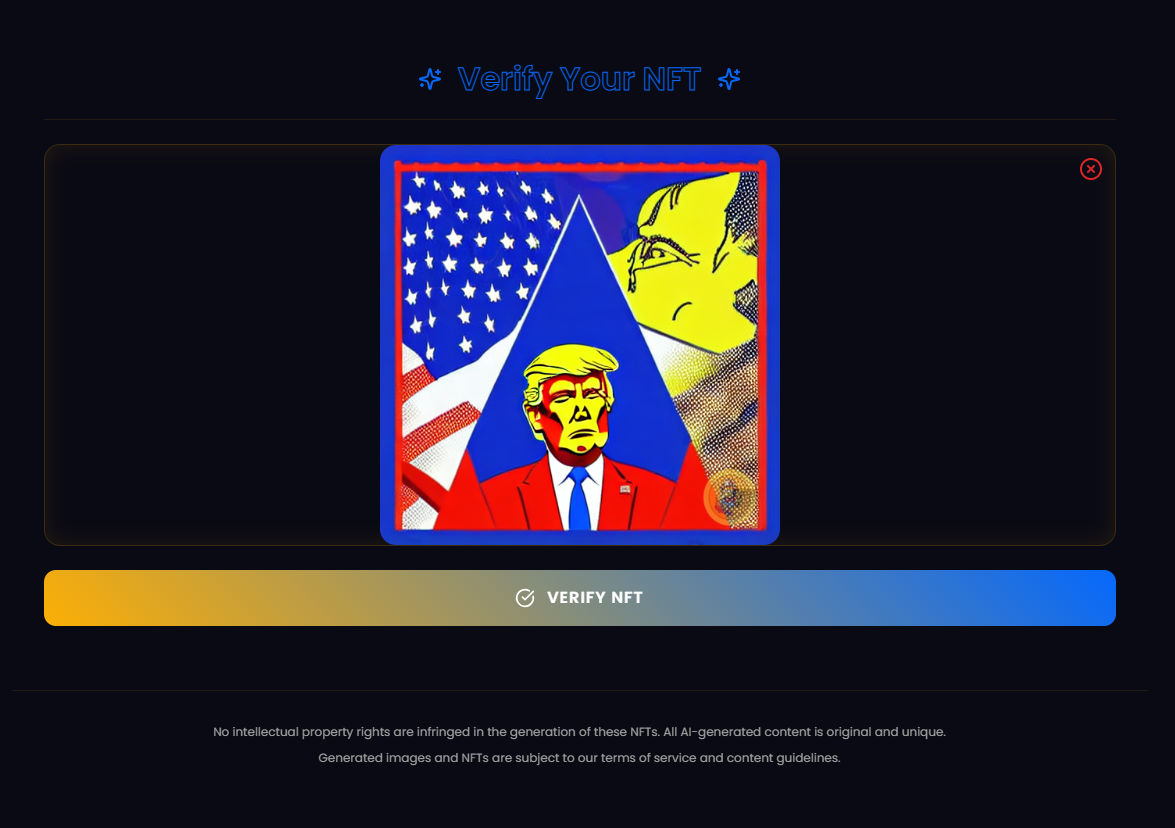 Verify Your NFT
VERIFY NFT
No intellectual property rights are infringed in the generation of these NFTs. All AI-generated content is original and unique.
Generated images and NFTs are subject to our terms of service and content guidelines.